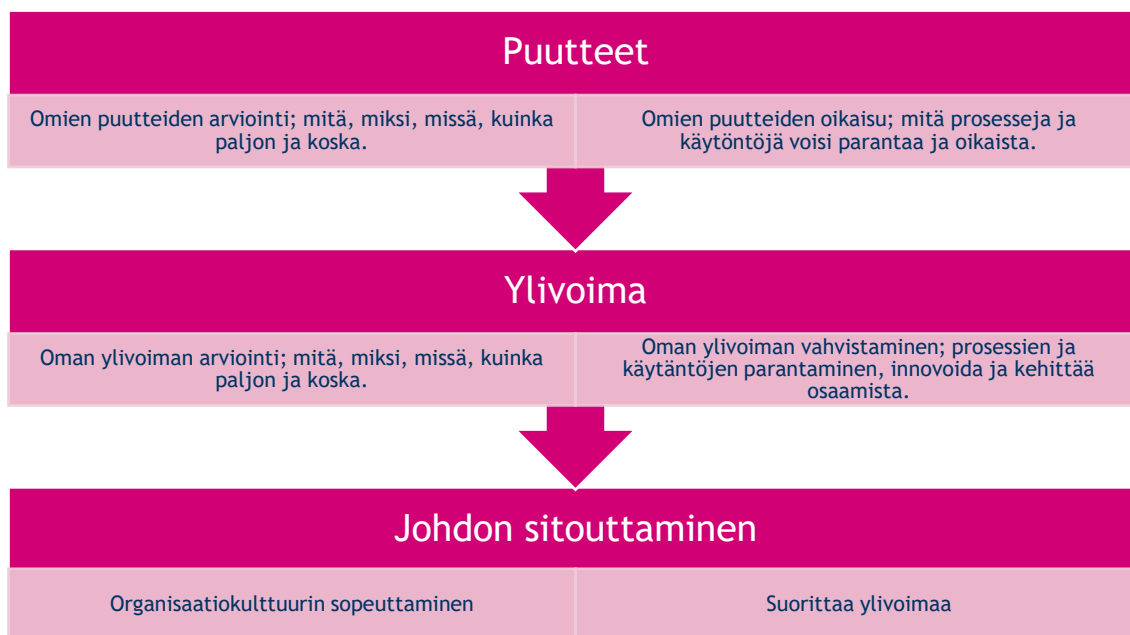 Puutteet
Omien puutteiden arviointi; mitä, miksi, missä, kuinka
paljon ja koska.
Omien puutteiden oikaisu; mitä prosesseja ja
käytöntöjä voisi parantaa ja oikaista.
Ylivoima
Oman ylivoiman arviointi; mitä, miksi, missä, kuinka
paljon ja koska.
Oman ylivoiman vahvistaminen; prosessien ja
käytäntöjen parantaminen, innovoida ja kehittää
osaamista.
Johdon sitouttaminen
Organisaatiokulttuurin sopeuttaminen
Suorittaa ylivoimaa